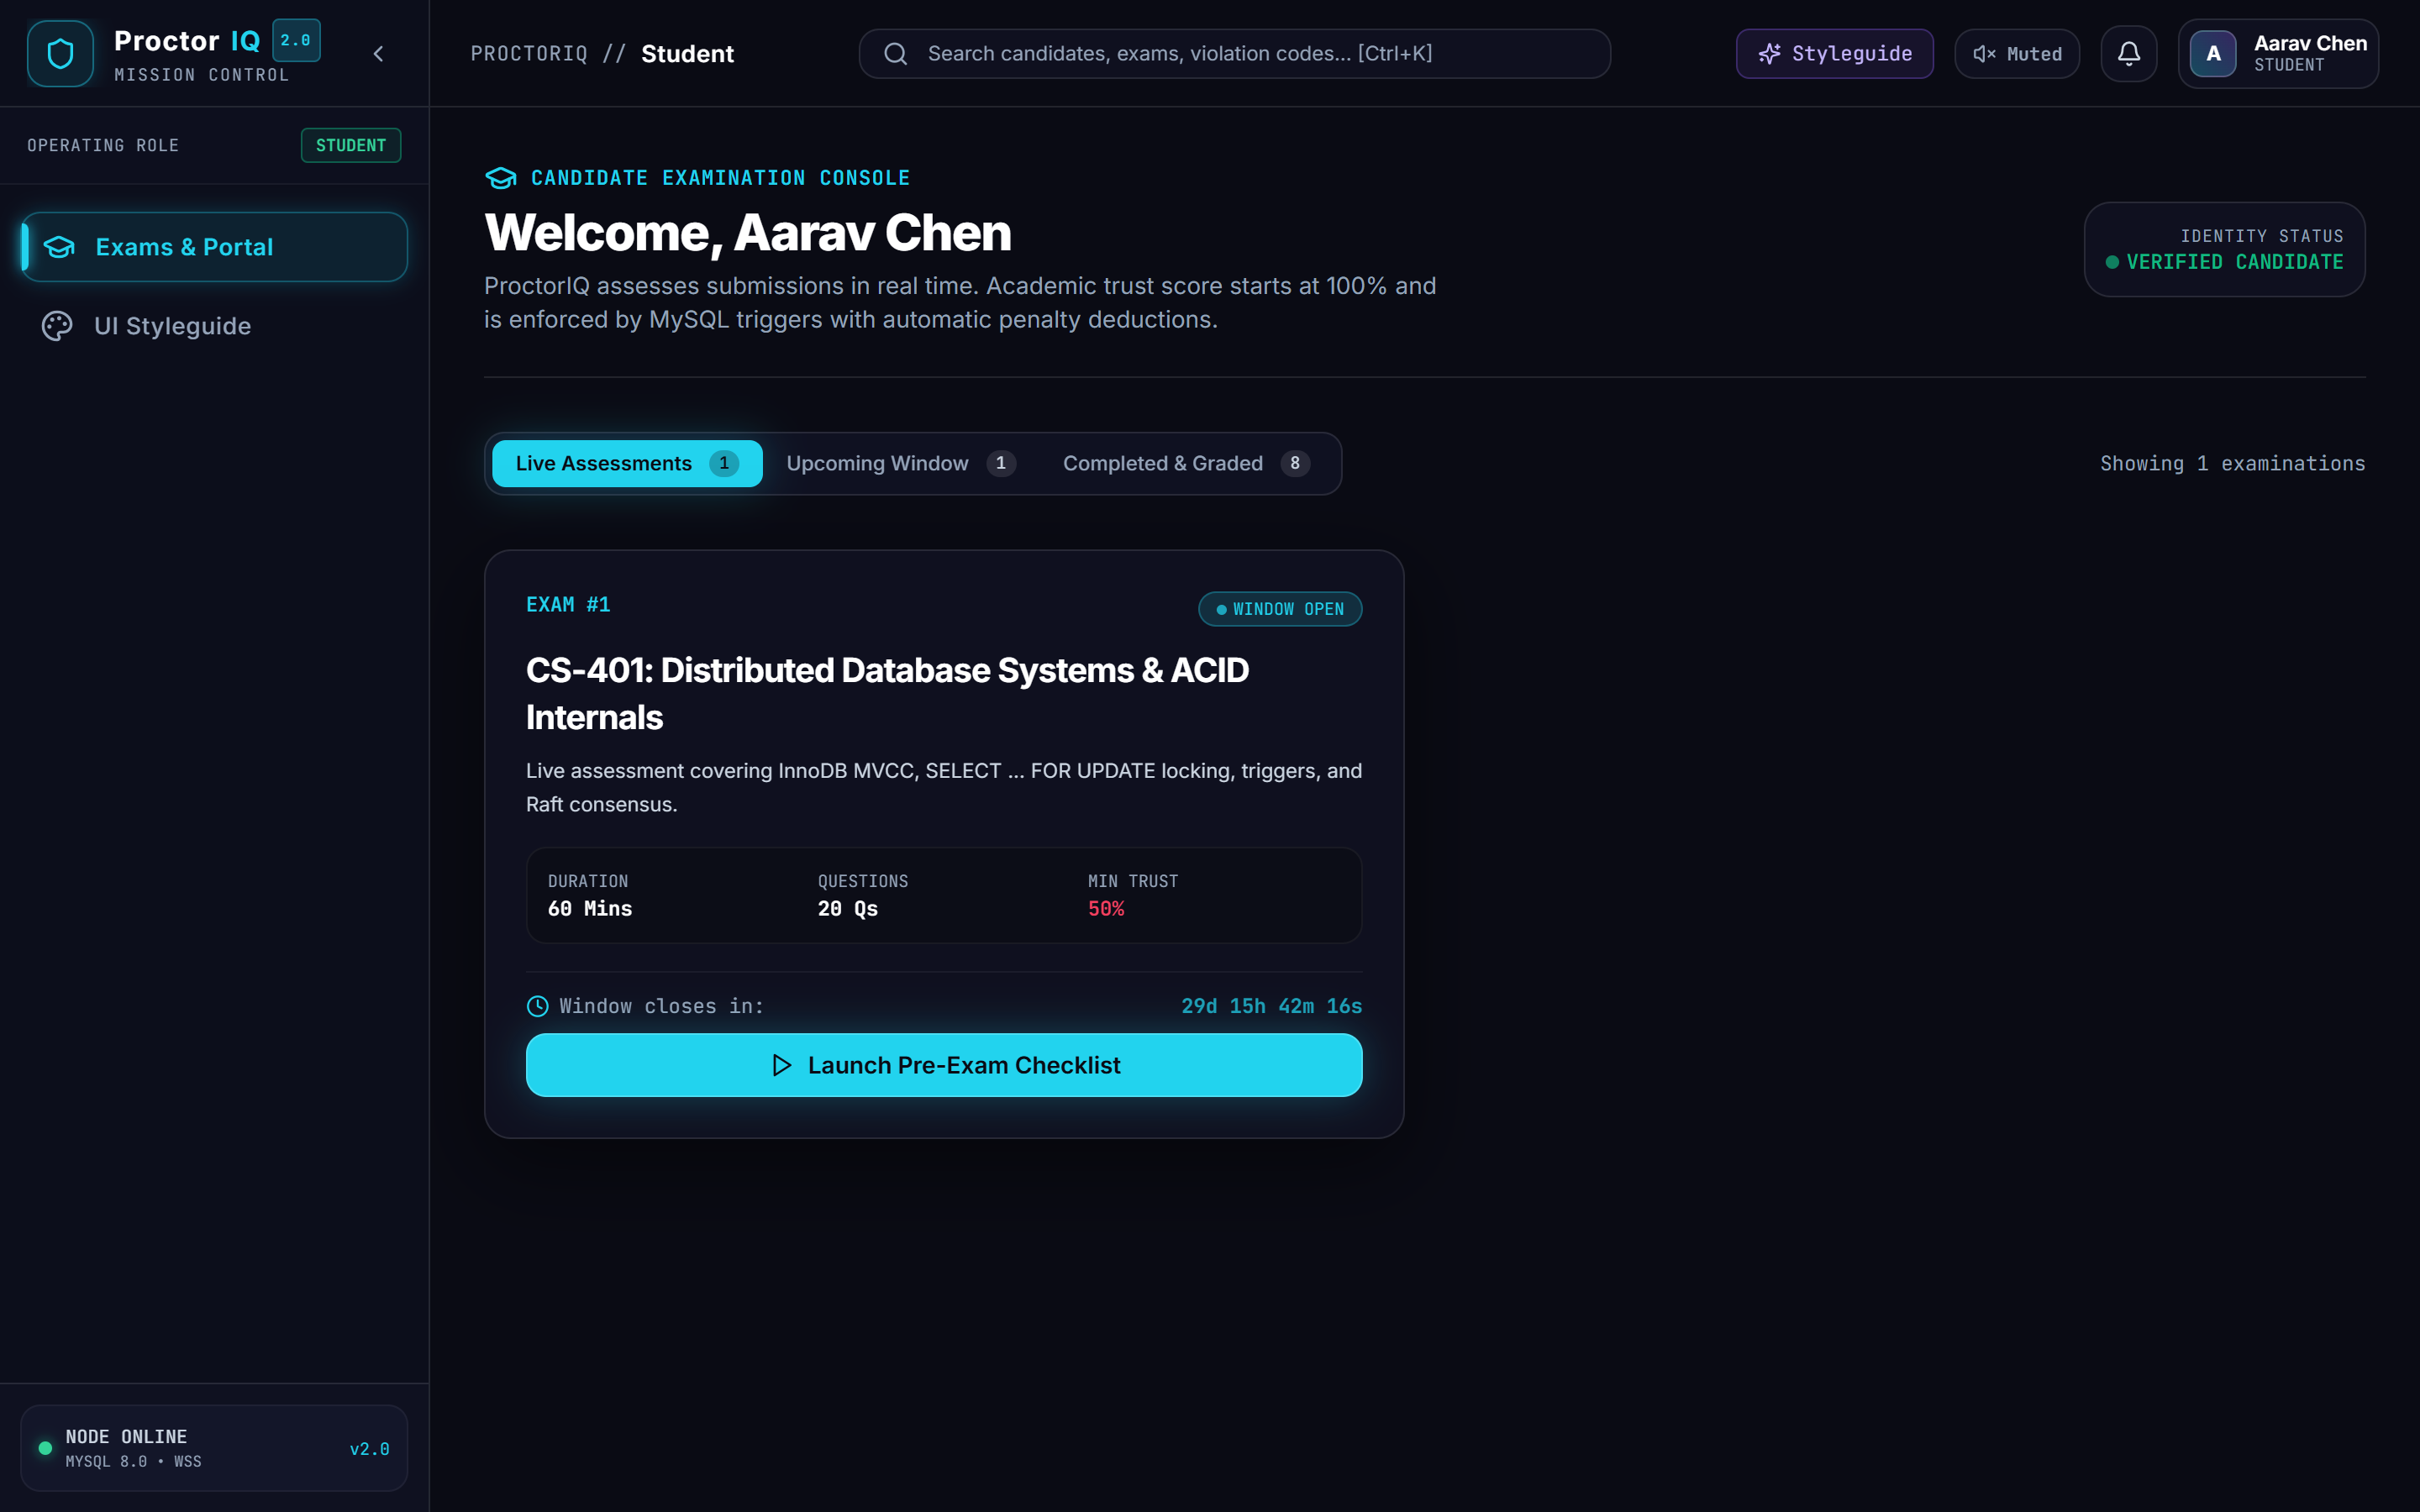 Proctor IQ 2.0
MISSION CONTROL
OPERATING ROLE STUDENT
Exams & Portal
UI Styleguide
NODE ONLINE
MYSQL 8.0 • WSS
v2.0
PROCTORIQ // Student
Search candidates, exams, violation codes... [Ctrl+K]
Styleguide
Muted
A
Aarav Chen
STUDENT
CANDIDATE EXAMINATION CONSOLE
Welcome, Aarav Chen
ProctorIQ assesses submissions in real time. Academic trust score starts at 100% and
is enforced by MySQL triggers with automatic penalty deductions.
IDENTITY STATUS
VERIFIED CANDIDATE
Live Assessments 1
Upcoming Window 1
Completed & Graded 8
Showing 1 examinations
EXAM #1
WINDOW OPEN
CS-401: Distributed Database Systems & ACID
Internals
Live assessment covering InnoDB MVCC, SELECT ... FOR UPDATE locking, triggers, and
Raft consensus.
DURATION
60 Mins
QUESTIONS
20 Qs
MIN TRUST
50%
Window closes in: 29d 15h 42m 16s
Launch Pre-Exam Checklist